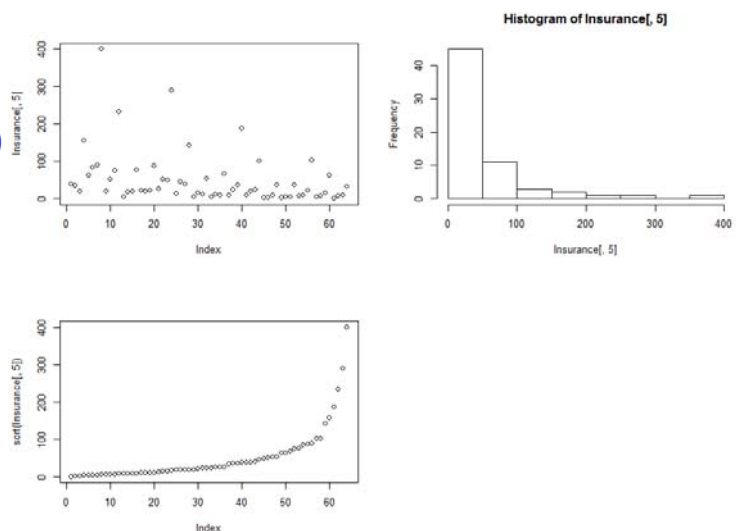 Insurance[, 5]
400
300
200
100
0
0 10 20 30 40 50 60
Index
Histogram of Insurance[, 5]
Frequency
40
30
20
10
0
0 100 200 300 400
Insurance[, 5]
sort(Insurance[, 5])
400
300
200
100
0
0 10 20 30 40 50 60
Index